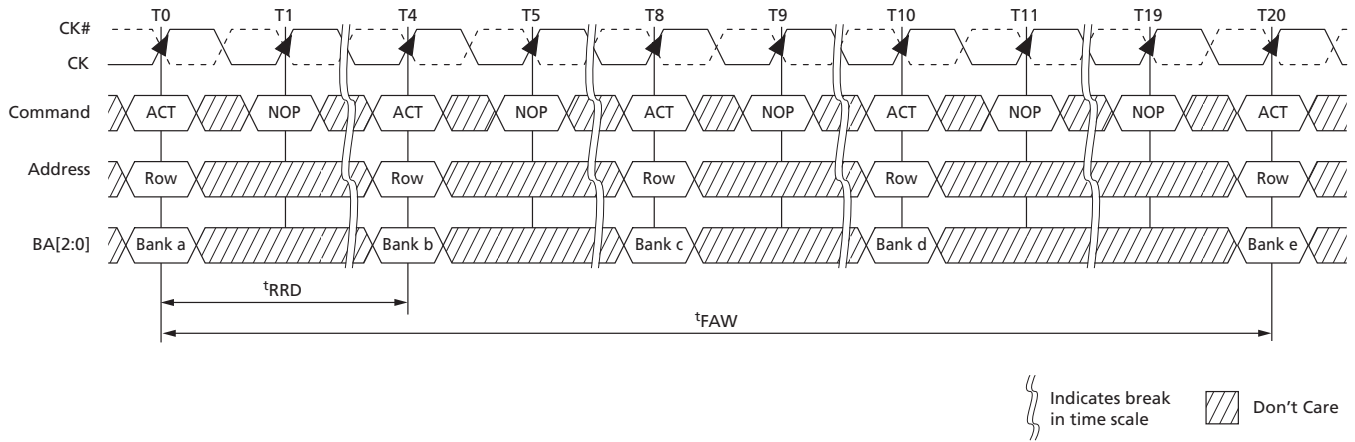 T0 T1 T4 T5 T8 T9 T10 T11 T19 T20
CK#
CK
Command ACT NOP ACT NOP ACT NOP ACT NOP NOP ACT
Address Row Row Row Row Row
BA[2:0] Bank a Bank b Bank c Bank d Bank e
tRRD
tFAW
Indicates break
in time scale
Don't Care